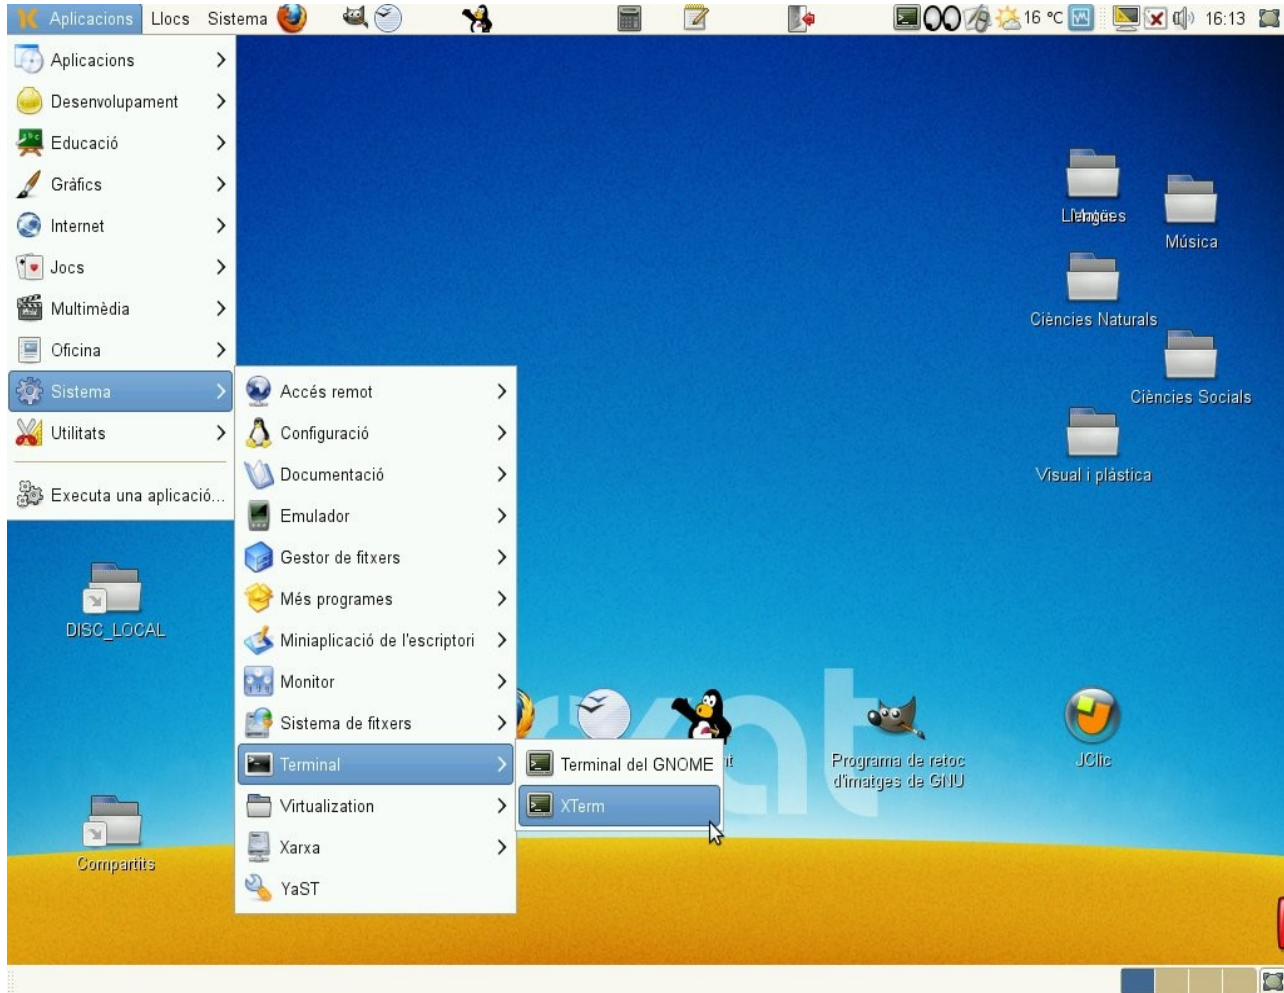 Aplicacions Llocs Sistema 16 °C 16:13
Aplicacions
Desenvolupament
Educació
Gràfics
Internet
Jocs
Multimèdia
Oficina
Sistema
Utilitats
Executa una aplicació...
Accés remot
Configuració
Documentació
Emulador
Gestor de fitxers
Més programes
Miniaplicació de l'escriptori
Monitor
Sistema de fitxers
Terminal
Virtualization
Xarxa
YaST
Terminal del GNOME
XTerm
Música
Ciències Naturals
Ciències Socials
Visual i plàstica
DISC_LOCAL
Compartits
Programa de retoc
d'imatges de GNU
JClic